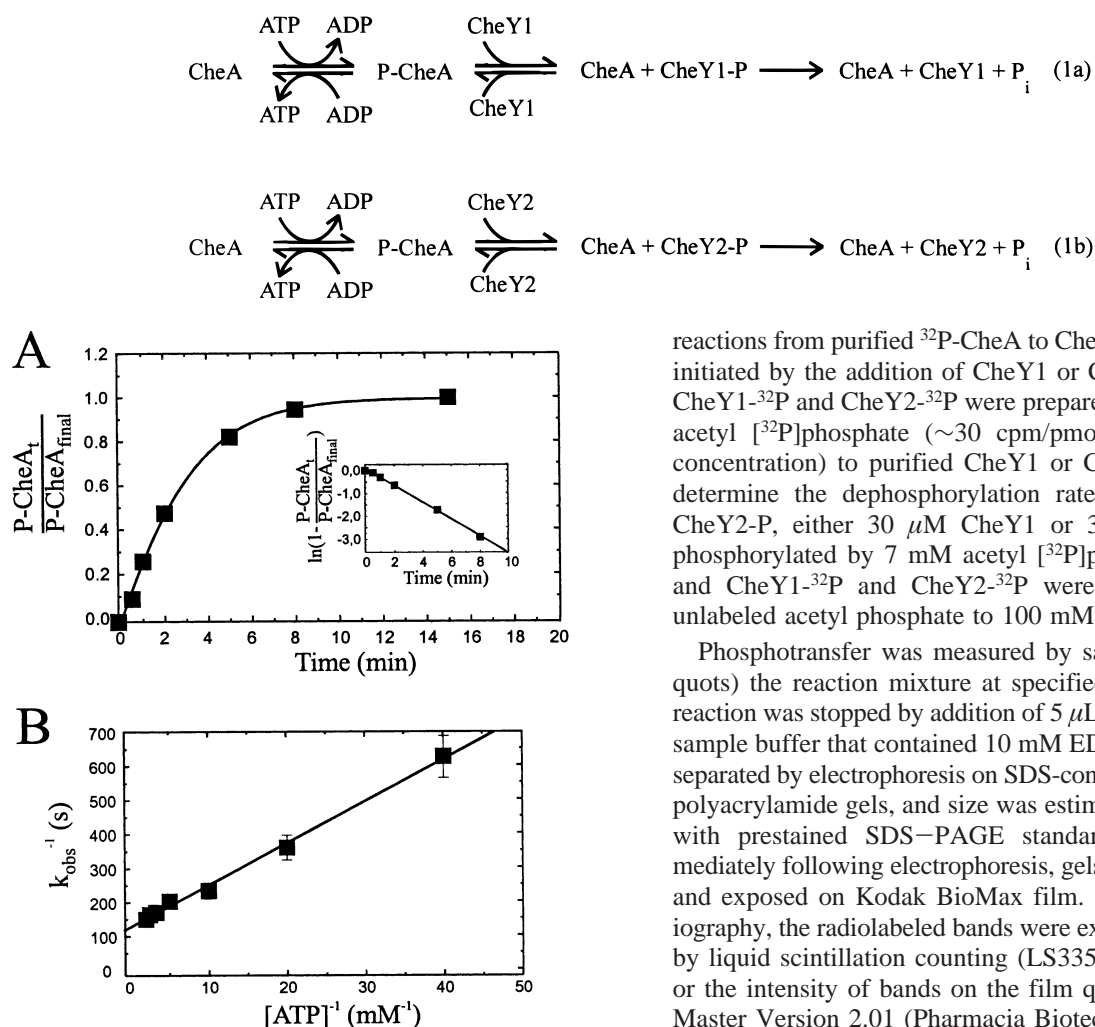 ATP ADP CheY1
CheA P-CheA CheA + CheY1-P CheA + CheY1 + Pi (1a)
ATP ADP CheY1
ATP ADP CheY2
CheA P-CheA CheA + CheY2-P CheA + CheY2 + Pi (1b)
ATP ADP CheY2
A
P-CheAt
P-CheAfinal
1.2
1.0
0.8
0.6
0.4
0.2
0.0
0 2 4 6 8 10 12 14 16 18 20
Time (min)
ln(1-P-CheAt/P-CheAfinal)
0,0
-1,0
-2,0
-3,0
0 2 4 6 8 10
Time (min)
B
kobs-1 (s)
700
600
500
400
300
200
100
0
0 10 20 30 40 50
[ATP]-1 (mM-1)
reactions from purified 32P-CheA to Che
initiated by the addition of CheY1 or C
CheY1-32P and CheY2-32P were prepare
acetyl [32P]phosphate (∼30 cpm/pmo
concentration) to purified CheY1 or C
determine the dephosphorylation rate
CheY2-P, either 30 μM CheY1 or 3
phosphorylated by 7 mM acetyl [32P]p
and CheY1-32P and CheY2-32P were
unlabeled acetyl phosphate to 100 mM
Phosphotransfer was measured by sa
quots) the reaction mixture at specified
reaction was stopped by addition of 5 μL
sample buffer that contained 10 mM ED
separated by electrophoresis on SDS-con
polyacrylamide gels, and size was estim
with prestained SDS−PAGE standar
mediately following electrophoresis, gels
and exposed on Kodak BioMax film.
iography, the radiolabeled bands were ex
by liquid scintillation counting (LS335
or the intensity of bands on the film q
Master Version 2.01 (Pharmacia Biotec